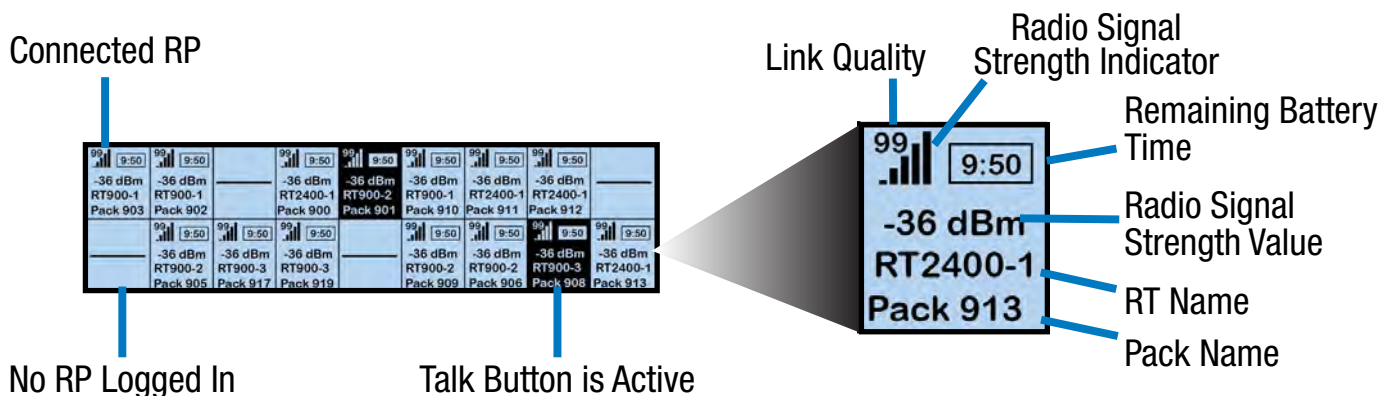 Connected RP
Link Quality
Radio Signal
Strength Indicator
Remaining Battery
Time
99 9:50 99 9:50 99 9:50 99 9:50 99 9:50 99 9:50 99 9:50
-36 dBm -36 dBm -36 dBm -36 dBm -36 dBm -36 dBm -36 dBm
RT900-1 RT900-1 RT2400-1 RT900-2 RT900-1 RT2400-1 RT2400-1
Pack 903 Pack 902 Pack 900 Pack 901 Pack 910 Pack 911 Pack 912
99 9:50 99 9:50 99 9:50 99 9:50 99 9:50 99 9:50 99 9:50
-36 dBm -36 dBm -36 dBm -36 dBm -36 dBm -36 dBm -36 dBm
RT900-2 RT900-3 RT900-3 RT900-2 RT900-2 RT900-3 RT2400-1
Pack 905 Pack 917 Pack 919 Pack 909 Pack 906 Pack 908 Pack 913
99 9:50
-36 dBm
RT2400-1
Pack 913
Radio Signal
Strength Value
RT Name
Pack Name
No RP Logged In
Talk Button is Active